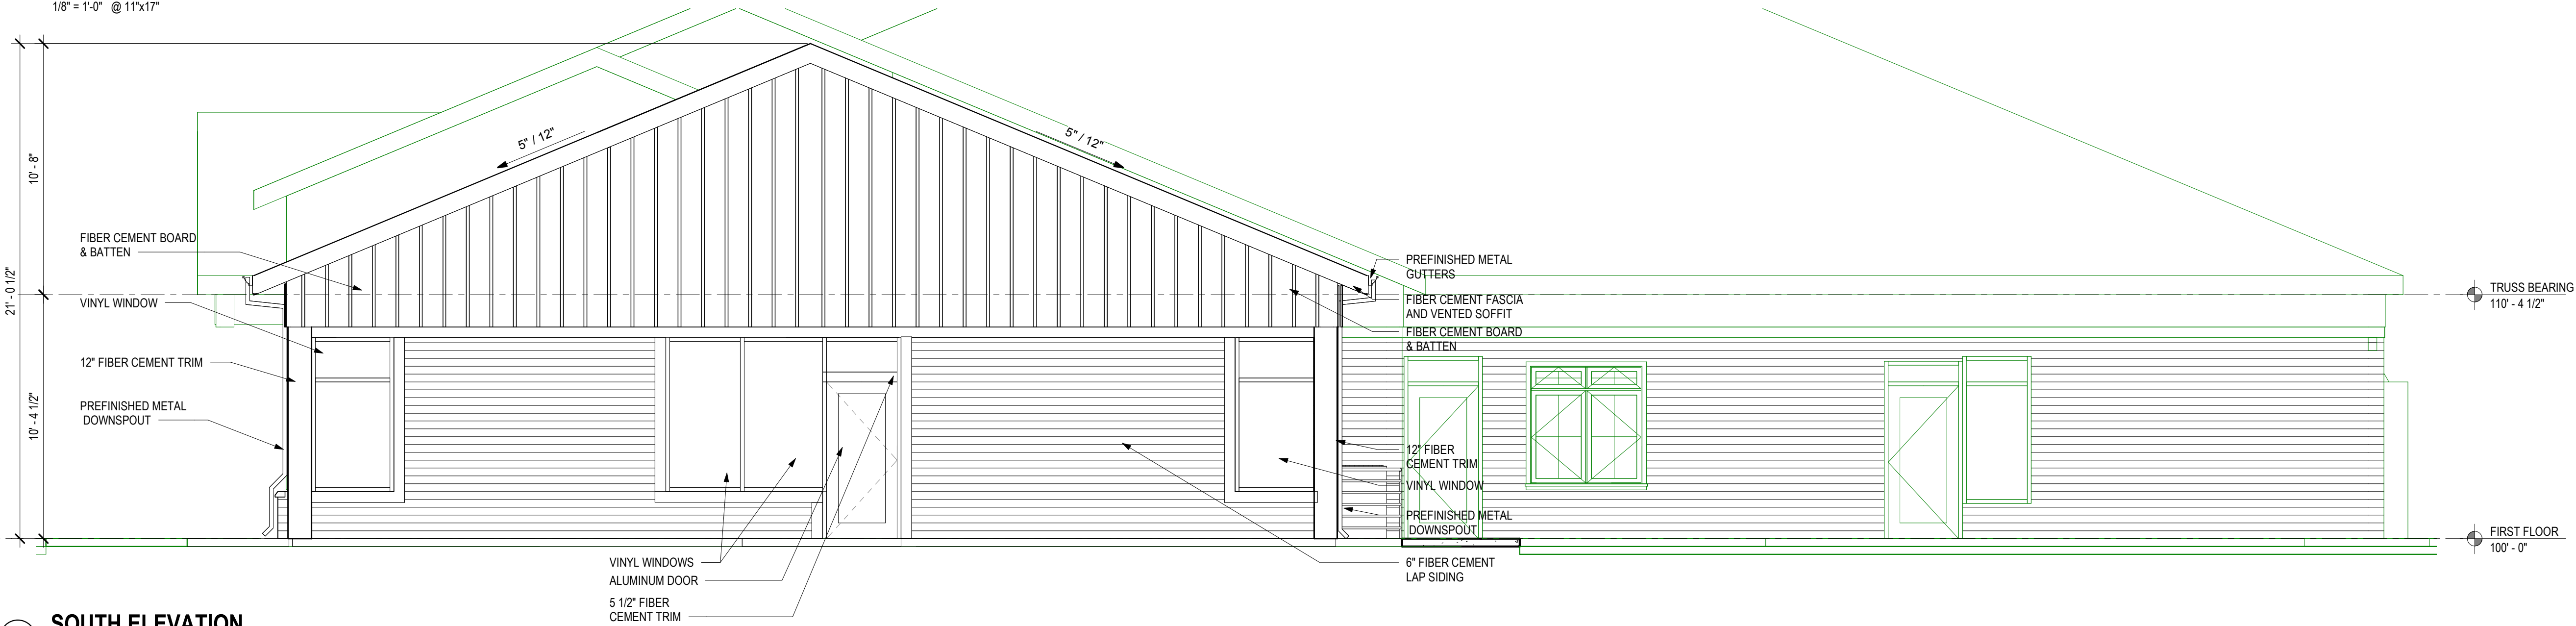 1/8" = 1'-0" @ 11"x17"
5" / 12"
5" / 12"
10' - 8"
21' - 0 1/2"
10' - 4 1/2"
FIBER CEMENT BOARD
& BATTEN
VINYL WINDOW
12" FIBER CEMENT TRIM
PREFINISHED METAL
DOWNSPOUT
PREFINISHED METAL
GUTTERS
FIBER CEMENT FASCIA
AND VENTED SOFFIT
FIBER CEMENT BOARD
& BATTEN
12" FIBER
CEMENT TRIM
VINYL WINDOW
PREFINISHED METAL
DOWNSPOUT
6" FIBER CEMENT
LAP SIDING
TRUSS BEARING
110' - 4 1/2"
FIRST FLOOR
100' - 0"
VINYL WINDOWS
ALUMINUM DOOR
5 1/2" FIBER
CEMENT TRIM
SOUTH ELEVATION